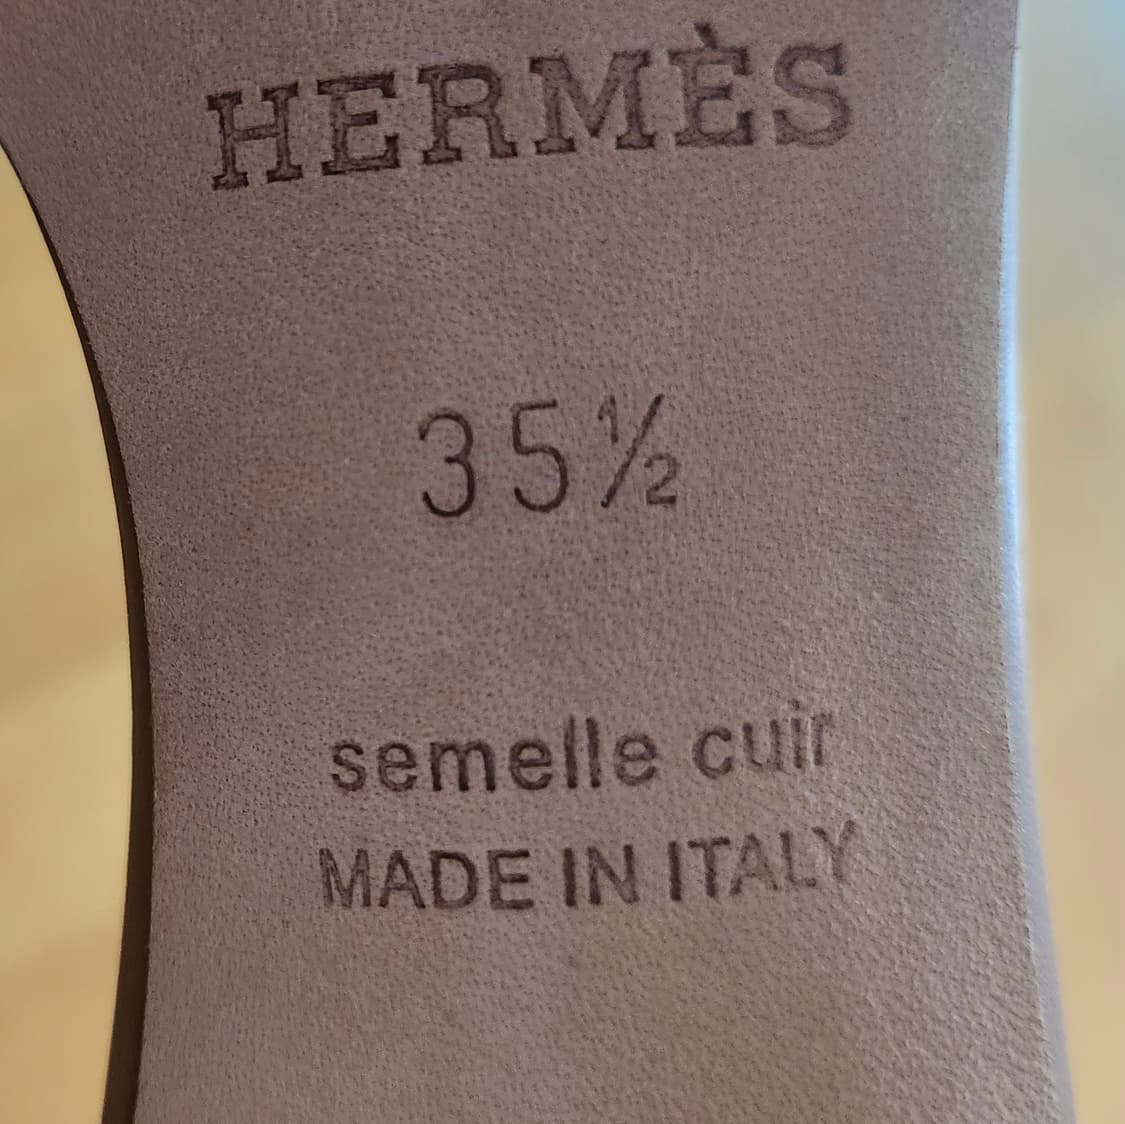 HERMÈS
35½
semelle cuir
MADE IN ITALY